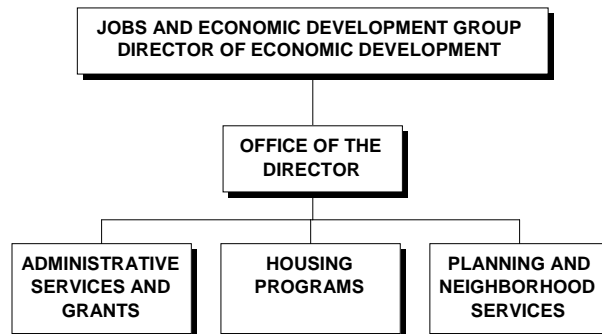 JOBS AND ECONOMIC DEVELOPMENT GROUP
DIRECTOR OF ECONOMIC DEVELOPMENT
OFFICE OF THE
DIRECTOR
ADMINISTRATIVE
SERVICES AND
GRANTS
HOUSING
PROGRAMS
PLANNING AND
NEIGHBORHOOD
SERVICES